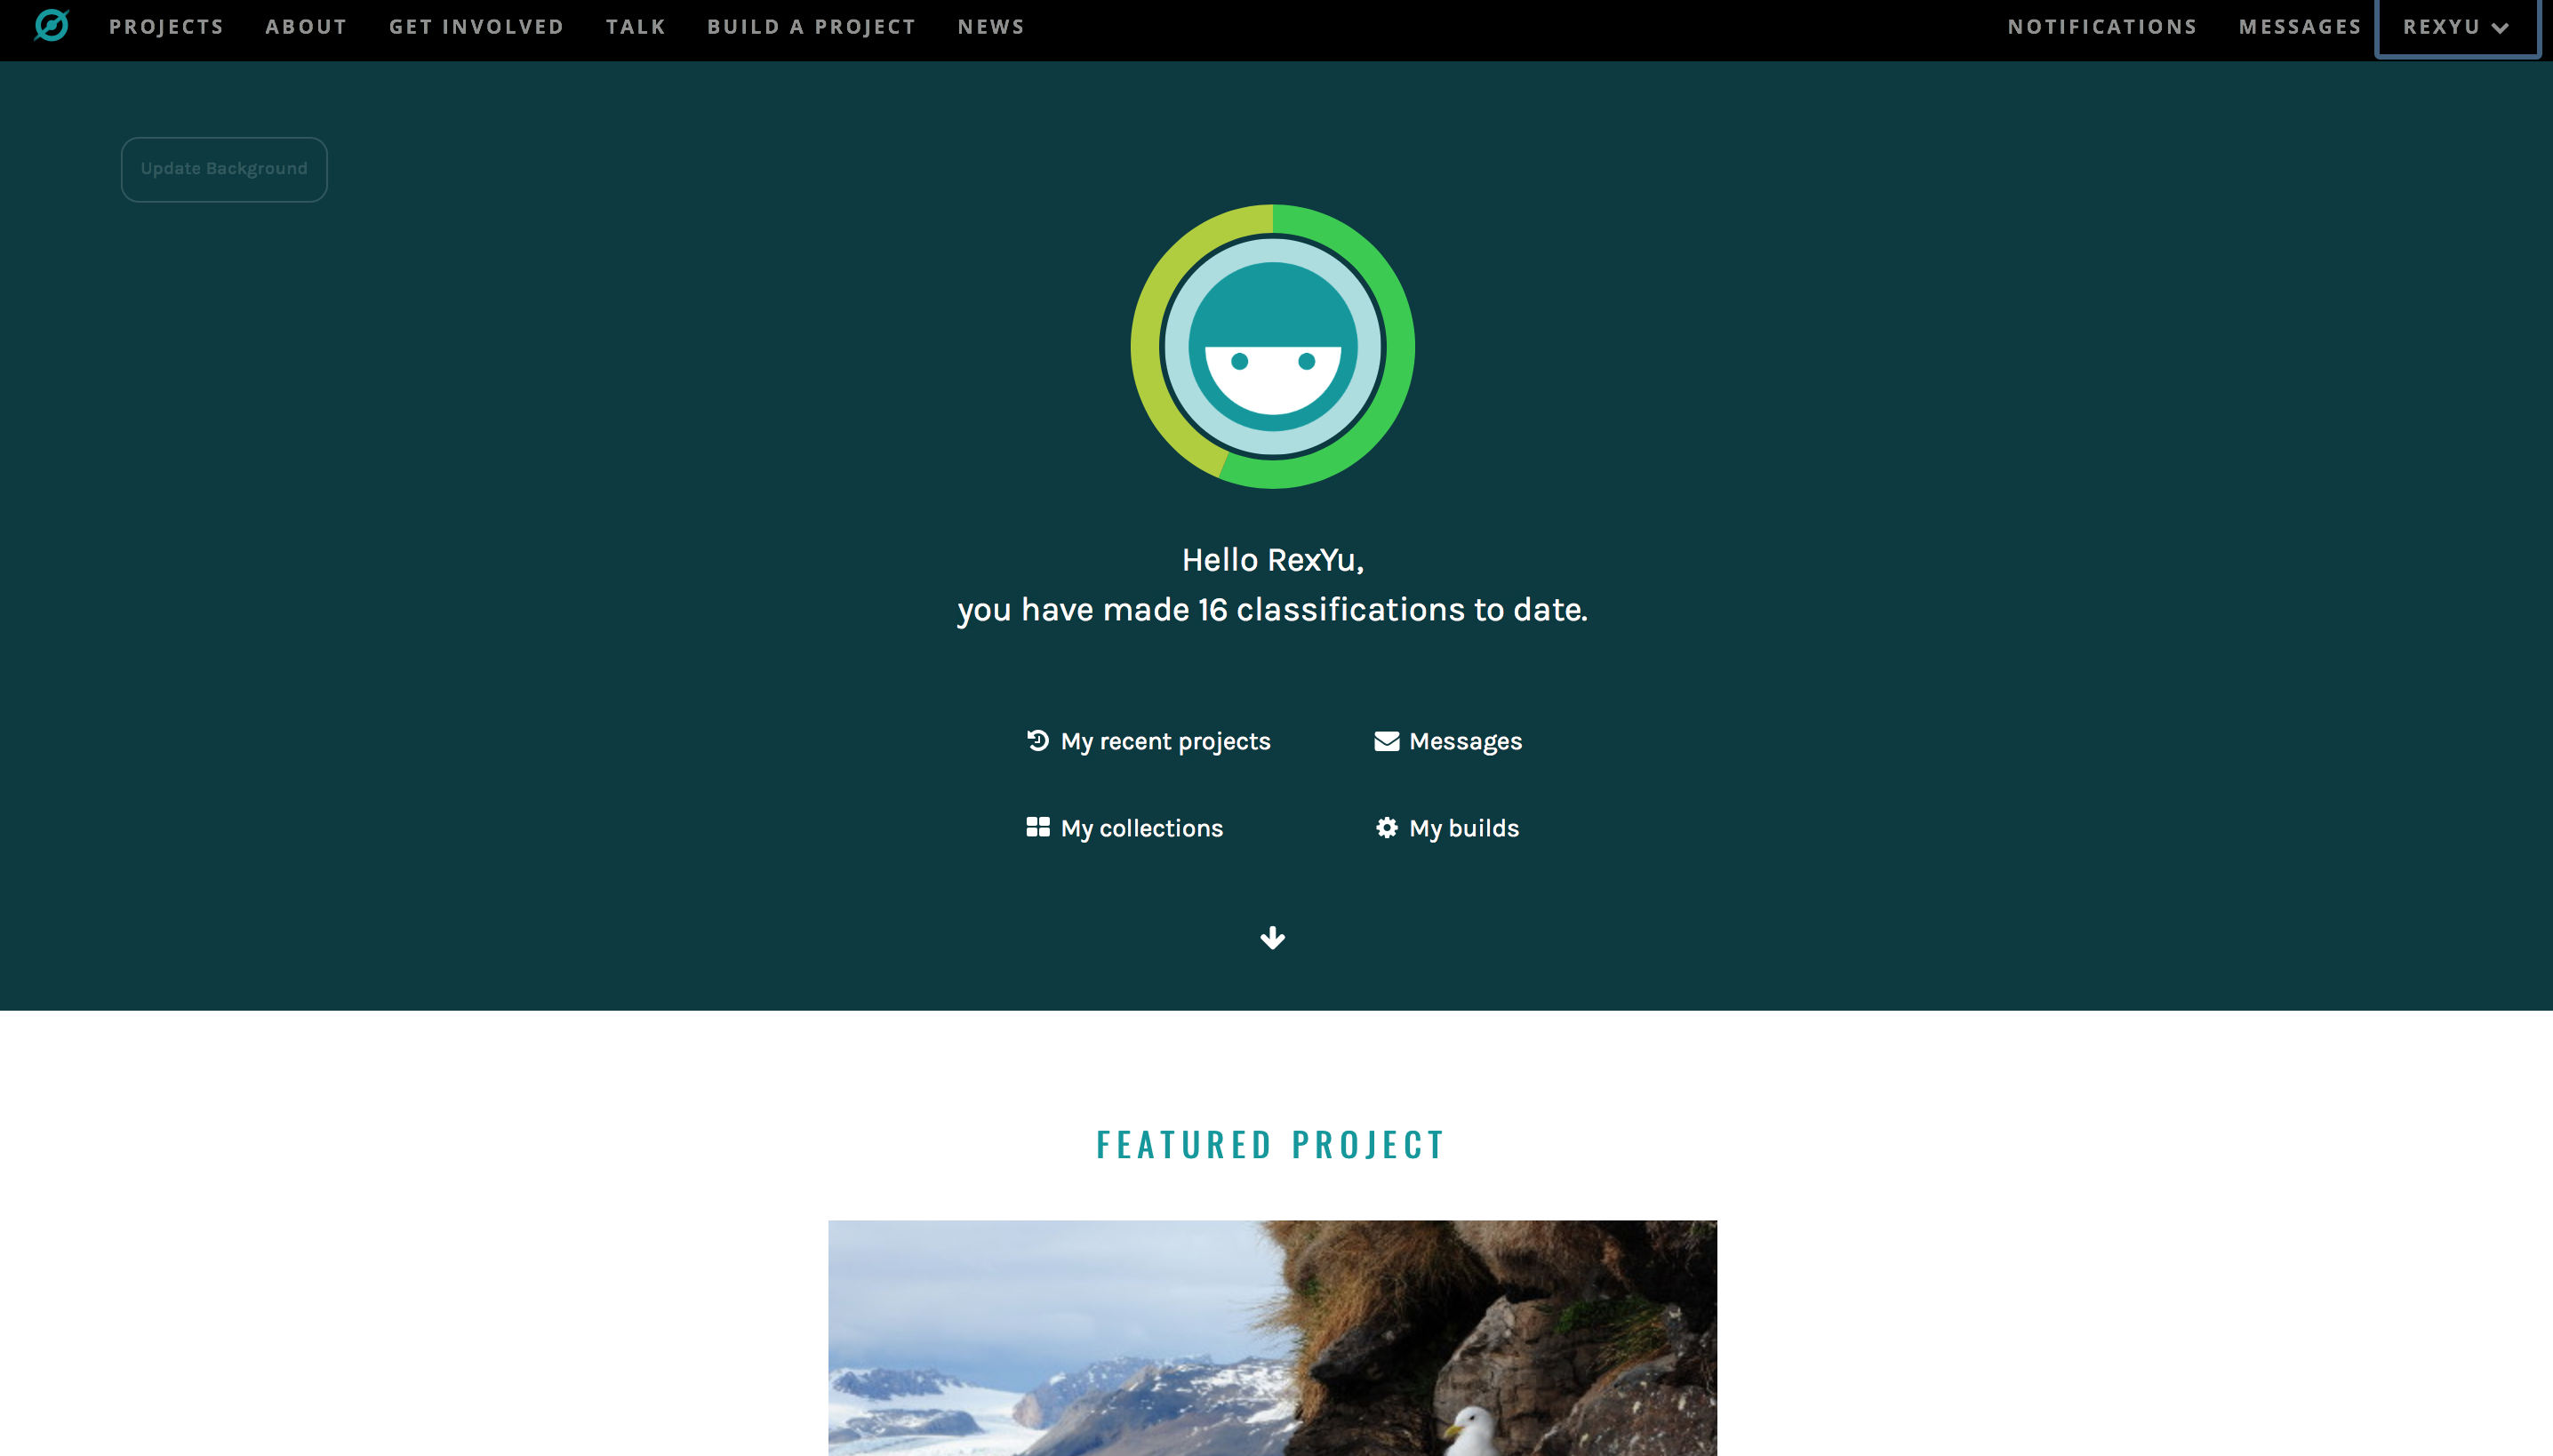 PROJECTS ABOUT GET INVOLVED TALK BUILD A PROJECT NEWS NOTIFICATIONS MESSAGES REXYU
Update Background
Hello RexYu,
you have made 16 classifications to date.
My recent projects Messages
My collections My builds
FEATURED PROJECT